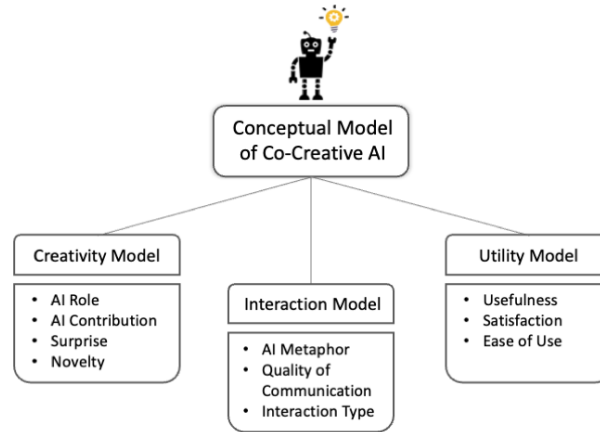 Conceptual Model
of Co-Creative AI
Creativity Model
• AI Role
• AI Contribution
• Surprise
• Novelty
Interaction Model
• AI Metaphor
• Quality of
Communication
• Interaction Type
Utility Model
• Usefulness
• Satisfaction
• Ease of Use